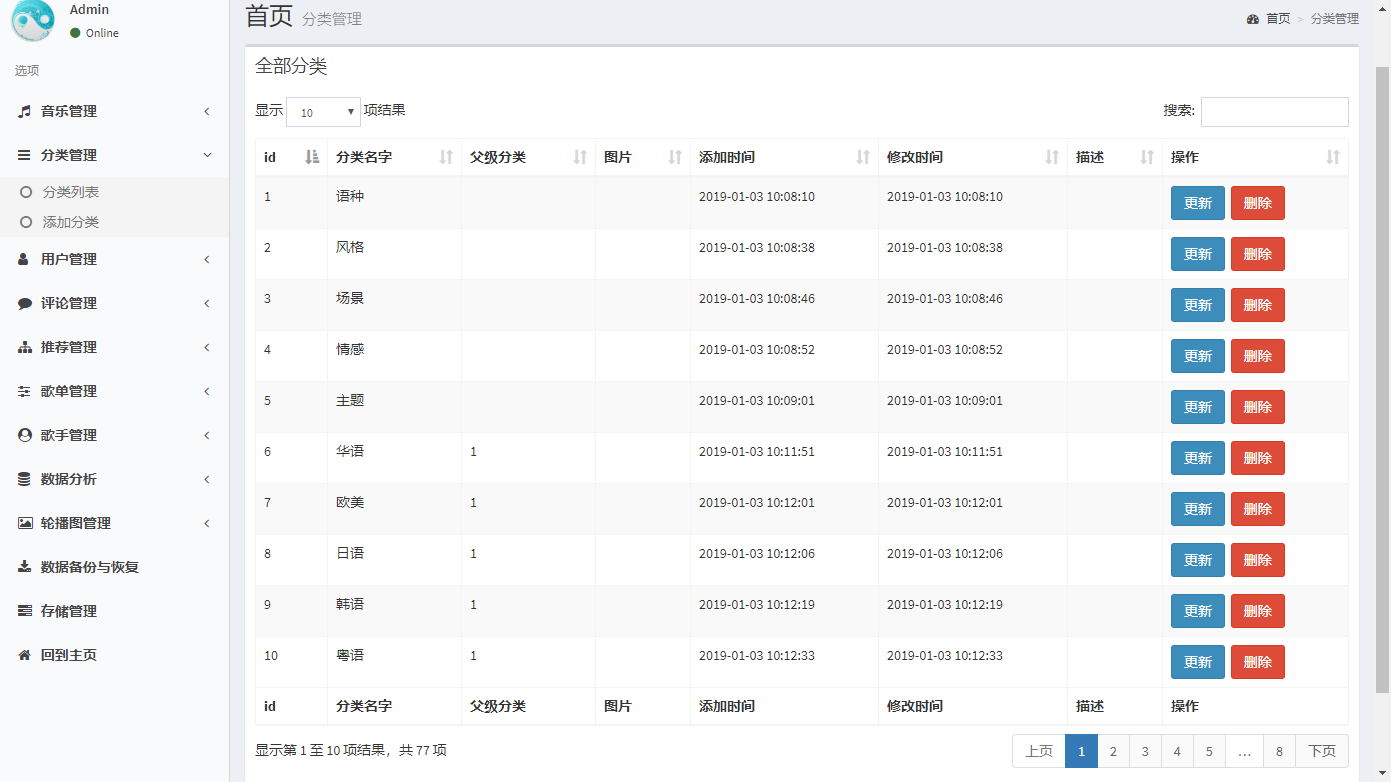 Admin
Online
选项
音乐管理
分类管理
分类列表
添加分类
用户管理
评论管理
推荐管理
歌单管理
歌手管理
数据分析
轮播图管理
数据备份与恢复
存储管理
回到主页
首页 分类管理
首页 > 分类管理
全部分类
显示 10 项结果
搜索:
id 分类名字 父级分类 图片 添加时间 修改时间 描述 操作
1 语种 2019-01-03 10:08:10 2019-01-03 10:08:10 更新 删除
2 风格 2019-01-03 10:08:38 2019-01-03 10:08:38 更新 删除
3 场景 2019-01-03 10:08:46 2019-01-03 10:08:46 更新 删除
4 情感 2019-01-03 10:08:52 2019-01-03 10:08:52 更新 删除
5 主题 2019-01-03 10:09:01 2019-01-03 10:09:01 更新 删除
6 华语 1 2019-01-03 10:11:51 2019-01-03 10:11:51 更新 删除
7 欧美 1 2019-01-03 10:12:01 2019-01-03 10:12:01 更新 删除
8 日语 1 2019-01-03 10:12:06 2019-01-03 10:12:06 更新 删除
9 韩语 1 2019-01-03 10:12:19 2019-01-03 10:12:19 更新 删除
10 粤语 1 2019-01-03 10:12:33 2019-01-03 10:12:33 更新 删除
id 分类名字 父级分类 图片 添加时间 修改时间 描述 操作
显示第 1 至 10 项结果，共 77 项
上页 1 2 3 4 5 … 8 下页